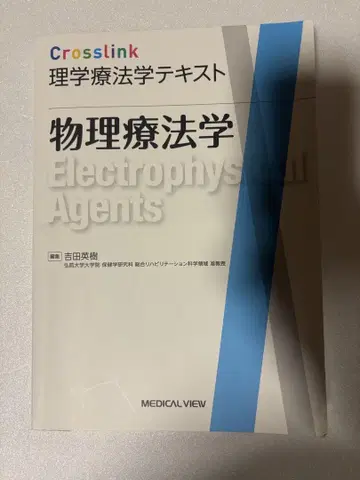 Crosslink
理学療法学テキスト
物理療法学
Electrophysical
Agents
編集 吉田英樹
弘前大学大学院 保健学研究科 総合リハビリテーション科学領域 准教授
MEDICAL VIEW